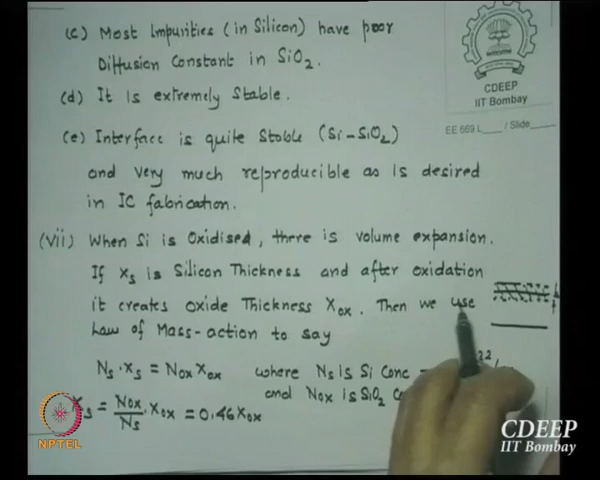 (c) Most Impurities (in Silicon) have poor
Diffusion Constant in SiO2.
(d) It is extremely Stable.
(e) Interface is quite Stable (Si-SiO2)
and very much reproducible as is desired
in IC fabrication.
(vii) When Si is Oxidised, there is volume expansion.
If xs is Silicon Thickness and after oxidation
it creates oxide Thickness Xox. Then we use
Law of Mass-action to say
Ns . xs = Nox Xox where Ns is Si Conc
and Nox is SiO2
xs = Nox/Ns . xox = 0.46 Xox
CDEEP
IIT Bombay
EE 669 L___ / Slide___
NPTEL
CDEEP
IIT Bombay